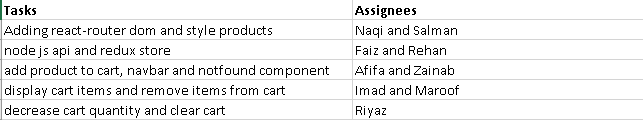 Tasks Assignees
Adding react-router dom and style products Naqi and Salman
node js api and redux store Faiz and Rehan
add product to cart, navbar and notfound component Afifa and Zainab
display cart items and remove items from cart Imad and Maroof
decrease cart quantity and clear cart Riyaz